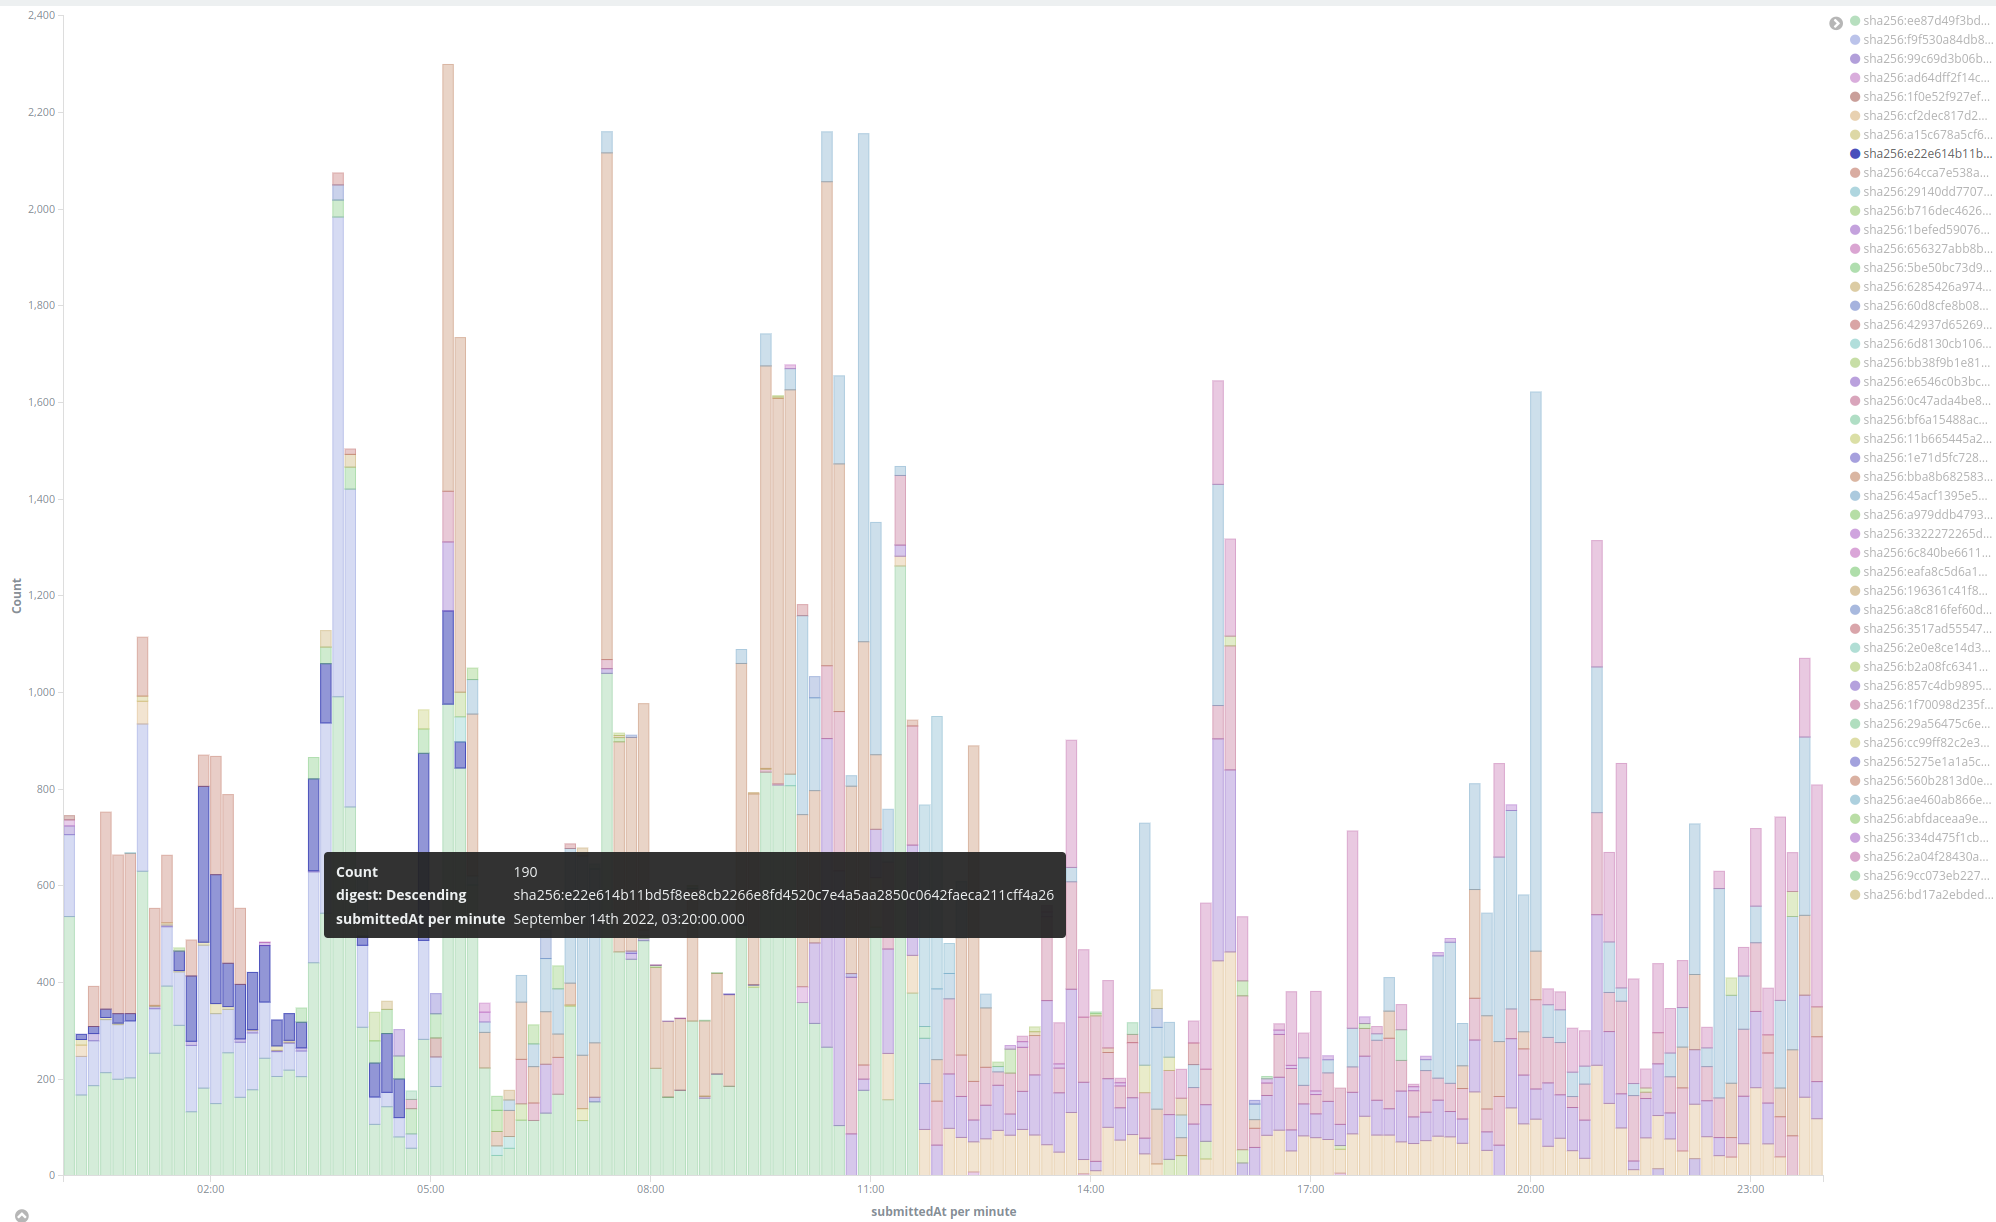 2,400
2,200
2,000
1,800
1,600
1,400
1,200
1,000
800
600
400
200
0
Count
Count 190
digest: Descending sha256:e22e614b11bd5f8ee8cb2266e8fd4520c7e4a5aa2850c0642faeca211cff4a26
submittedAt per minute September 14th 2022, 03:20:00.000
02:00 05:00 08:00 11:00 14:00 17:00 20:00 23:00
submittedAt per minute
sha256:ee87d49f3bd...
sha256:f9f530a84db8...
sha256:99c69d3b06b...
sha256:ad64dff2f14c...
sha256:1f0e52f927ef...
sha256:cf2dec817d2...
sha256:a15c678a5cf6...
sha256:e22e614b11b...
sha256:64cca7e538a...
sha256:29140dd7707...
sha256:b716dec4626...
sha256:1befed59076...
sha256:656327abb8b...
sha256:5be50bc73d9...
sha256:6285426a974...
sha256:60d8cfe8b08...
sha256:42937d65269...
sha256:6d8130cb106...
sha256:bb38f9b1e81...
sha256:e6546c0b3bc...
sha256:0c47ada4be8...
sha256:bf6a15488ac...
sha256:11b665445a2...
sha256:1e71d5fc728...
sha256:bba8b682583...
sha256:45acf1395e5...
sha256:a979ddb4793...
sha256:3322272265d...
sha256:6c840be6611...
sha256:eafa8c5d6a1...
sha256:196361c41f8...
sha256:a8c816fef60d...
sha256:3517ad55547...
sha256:2e0e8ce14d3...
sha256:b2a08fc6341...
sha256:857c4db9895...
sha256:1f70098d235f...
sha256:29a56475c6e...
sha256:cc99ff82c2e3...
sha256:5275e1a1a5c...
sha256:560b2813d0e...
sha256:ae460ab866e...
sha256:abfdaceaa9e...
sha256:334d475f1cb...
sha256:2a04f28430a...
sha256:9cc073eb227...
sha256:bd17a2ebded...